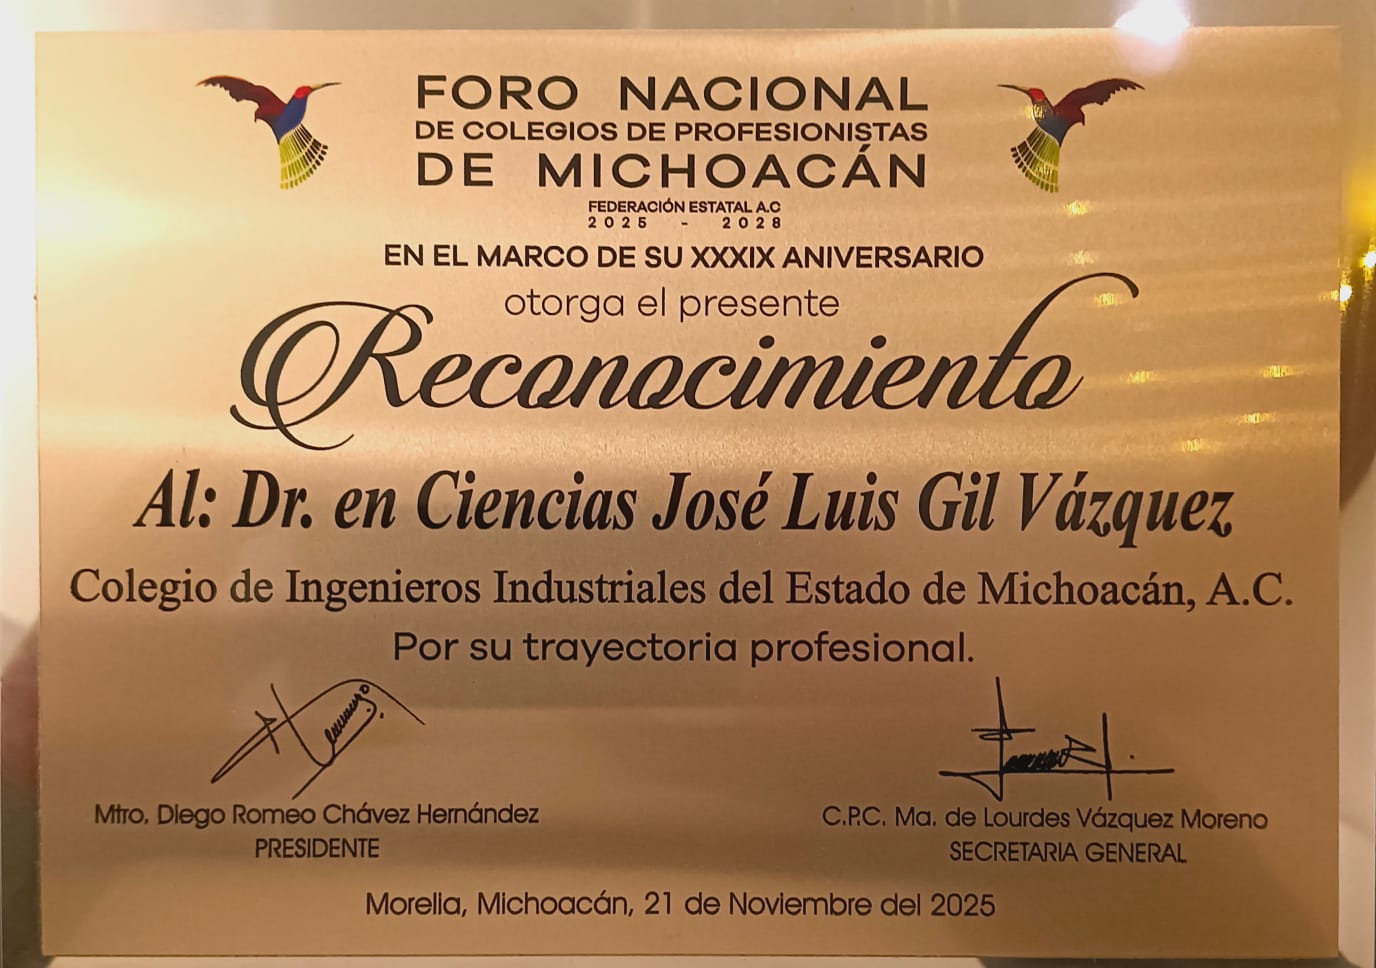 FORO NACIONAL
DE COLEGIOS DE PROFESIONISTAS
DE MICHOACÁN
FEDERACIÓN ESTATAL A.C
2025 - 2028
EN EL MARCO DE SU XXXIX ANIVERSARIO
otorga el presente
Reconocimiento
Al: Dr. en Ciencias José Luis Gil Vázquez
Colegio de Ingenieros Industriales del Estado de Michoacán, A.C.
Por su trayectoria profesional.
Mtro. Diego Romeo Chávez Hernández
PRESIDENTE
C.P.C. Ma. de Lourdes Vázquez Moreno
SECRETARIA GENERAL
Morelia, Michoacán, 21 de Noviembre del 2025